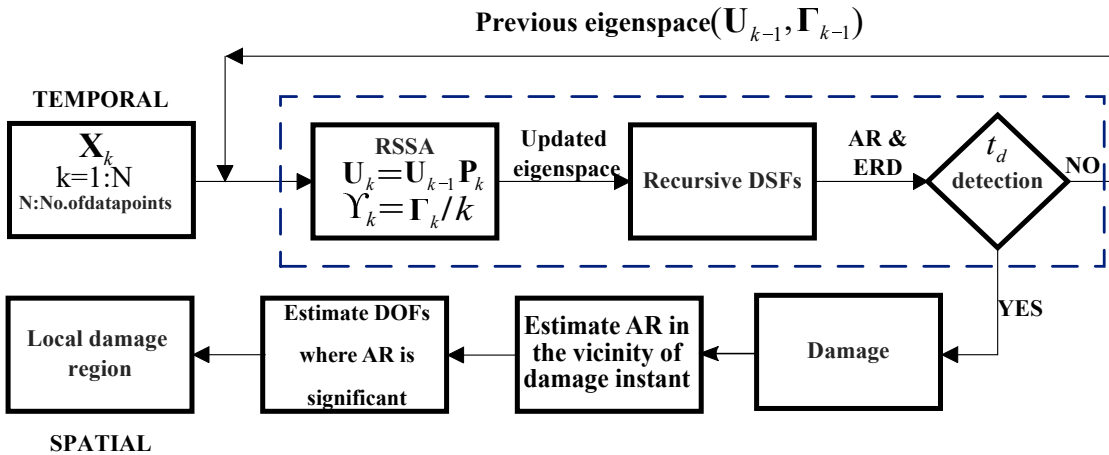 Previous eigenspace(U_{k-1}, Γ_{k-1})
TEMPORAL
X_k
k=1:N
N:No.ofdatapoints
RSSA
U_k=U_{k-1}P_k
ϒ_k=Γ_k/k
Updated
eigenspace
Recursive DSFs
AR &
ERD
t_d
detection
NO
YES
Damage
Estimate AR in
the vicinity of
damage instant
Estimate DOFs
where AR is
significant
Local damage
region
SPATIAL